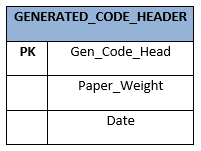 GENERATED_CODE_HEADER
PK Gen_Code_Head
Paper_Weight
Date